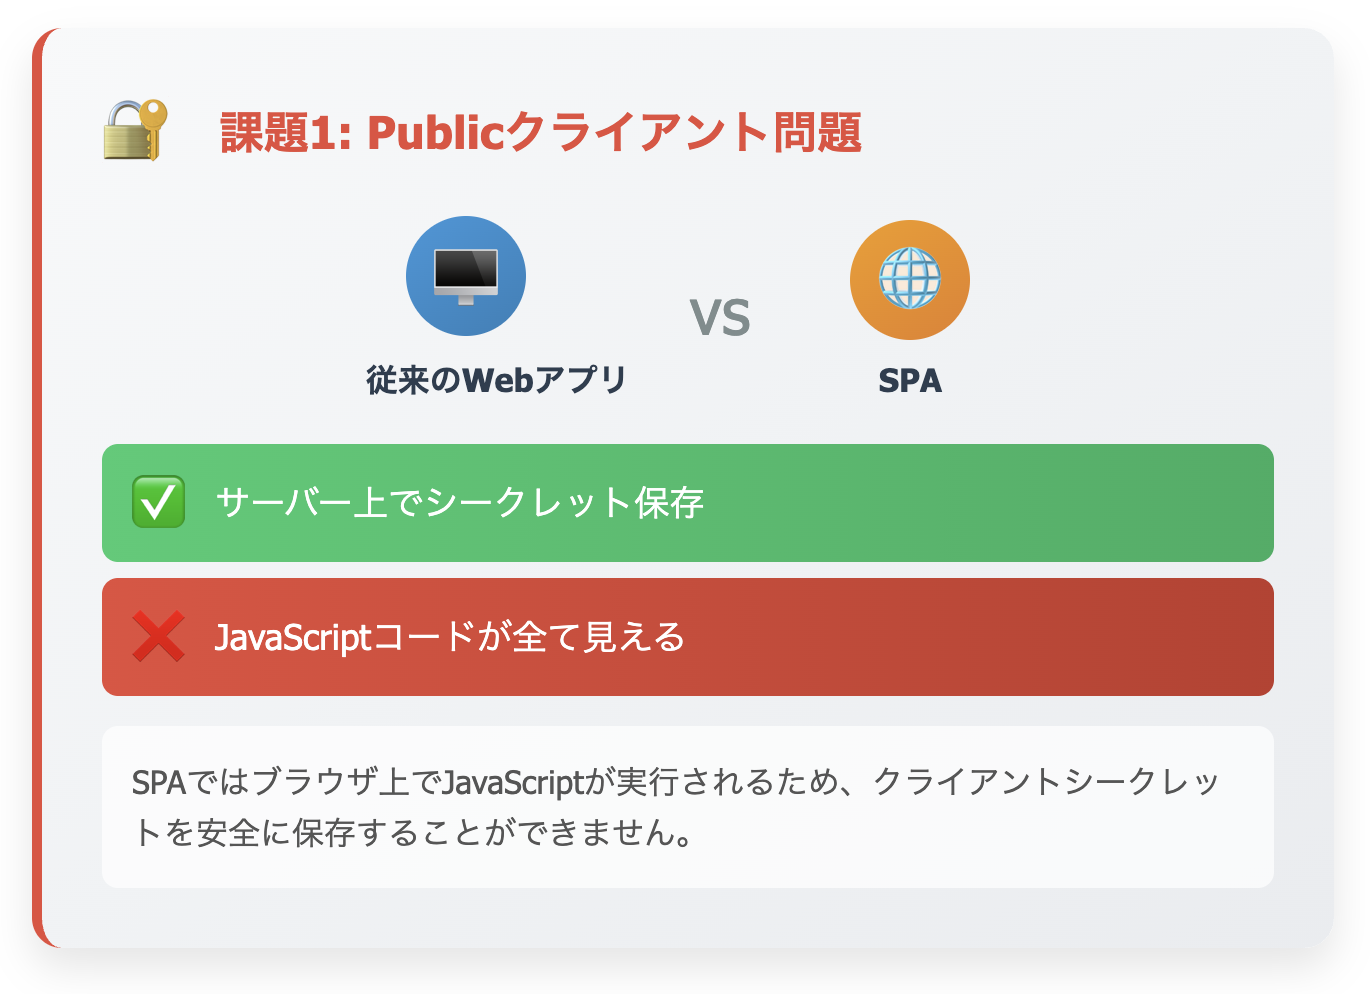 課題1: Publicクライアント問題
従来のWebアプリ
VS
SPA
サーバー上でシークレット保存
JavaScriptコードが全て見える
SPAではブラウザ上でJavaScriptが実行されるため、クライアントシークレッ
トを安全に保存することができません。